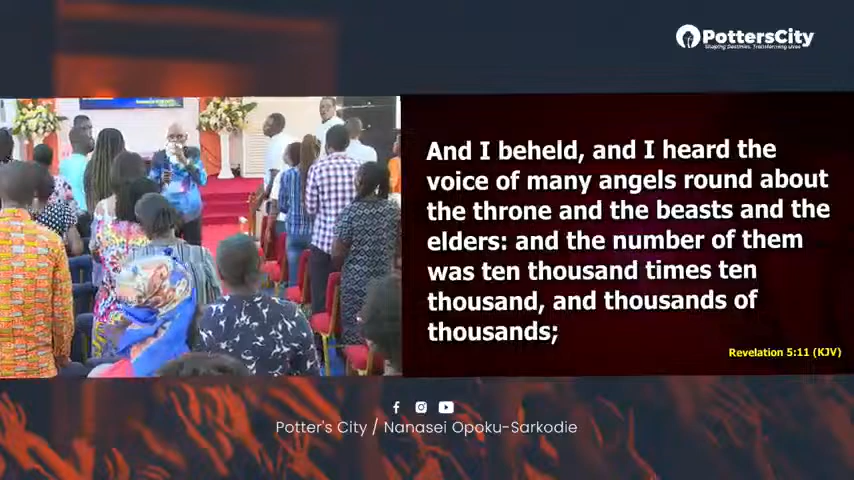 PottersCity
Shaping Destinies, Transforming Lives
And I beheld, and I heard the
voice of many angels round about
the throne and the beasts and the
elders: and the number of them
was ten thousand times ten
thousand, and thousands of
thousands;
Revelation 5:11 (KJV)
Potter's City / Nanasei Opoku-Sarkodie